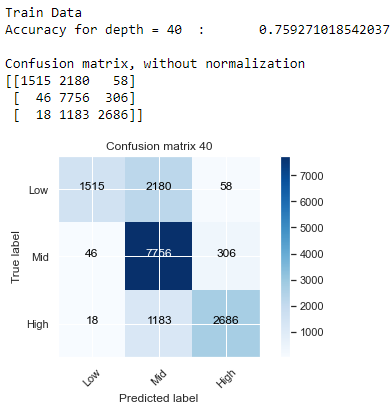 Train Data
Accuracy for depth = 40  :       0.759271018542037
Confusion matrix, without normalization
[[1515 2180   58]
 [  46 7756  306]
 [  18 1183 2686]]
Confusion matrix 40
Low 1515 2180 58
Mid 46 7756 306
High 18 1183 2686
True label
Low Mid High
Predicted label
7000
6000
5000
4000
3000
2000
1000